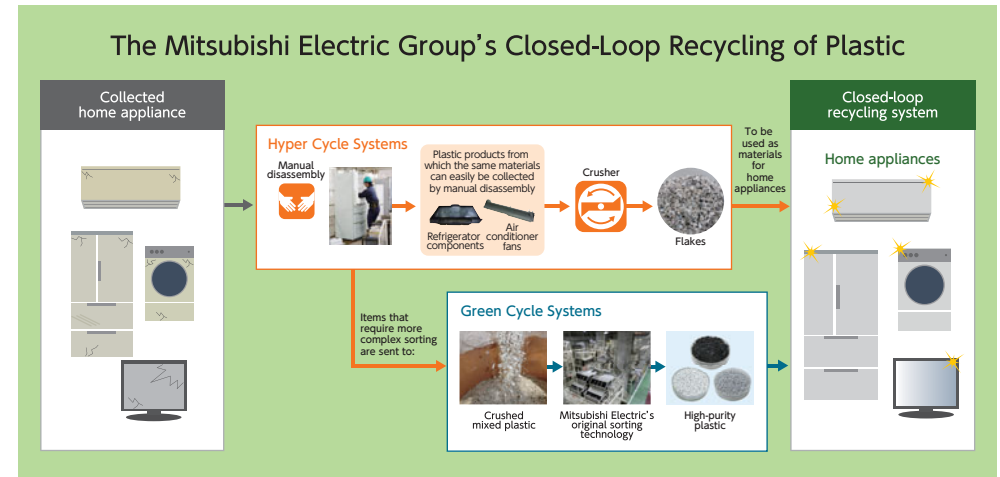 The Mitsubishi Electric Group's Closed-Loop Recycling of Plastic
Collected
home appliance
Hyper Cycle Systems
Manual
disassembly
Plastic products from
which the same materials
can easily be collected
by manual disassembly
Refrigerator
components
Air
conditioner
fans
Crusher
Flakes
To be
used as
materials
for
home
appliances
Closed-loop
recycling system
Home appliances
Items that
require more
complex sorting
are sent to:
Green Cycle Systems
Crushed
mixed plastic
Mitsubishi Electric's
original sorting
technology
High-purity
plastic